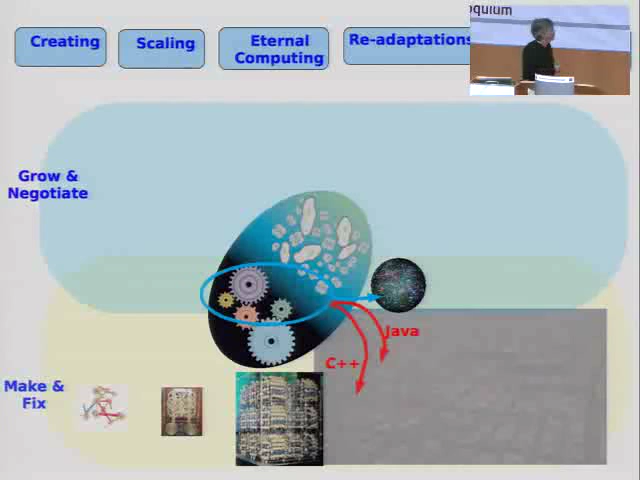 Creating
Scaling
Eternal
Computing
Re-adaptations
Grow &
Negotiate
Java
C++
Make &
Fix